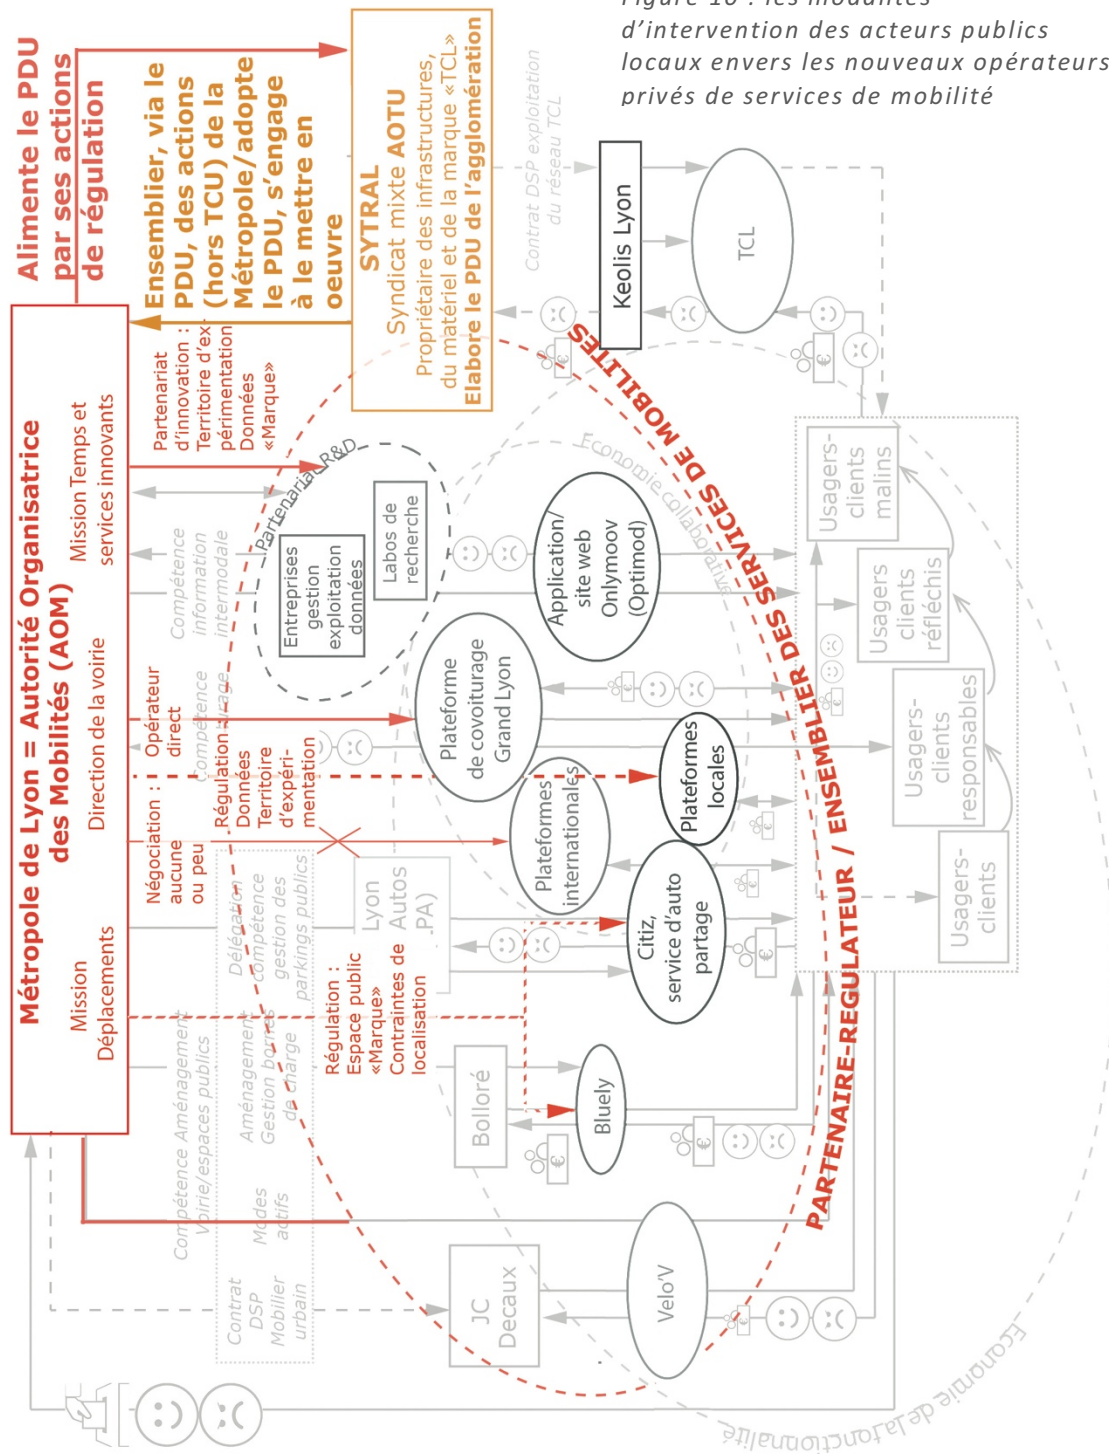 Figure 10 : les modalités
d'intervention des acteurs publics
locaux envers les nouveaux opérateurs
privés de services de mobilité
Métropole de Lyon = Autorité Organisatrice
des Mobilités (AOM)
Mission
Déplacements
Direction de la voirie
Mission Temps et
services innovants
Alimente le PDU
par ses actions
de régulation
Ensemblier, via le
PDU, des actions
(hors TCU) de la
Métropole/adopte
le PDU, s'engage
à le mettre en
oeuvre
SYTRAL
Syndicat mixte AOTU
Propriétaire des infrastructures,
du matériel et de la marque «TCL»
Elabore le PDU de l'agglomération
Compétence Aménagement
Voirie/espaces publics
Contrat
DSP
Mobilier
urbain
Modes
actifs
Aménagement
Gestion bornes
de charge
Délégation
compétence
gestion des
parkings publics
Négociation :
aucune
ou peu
Régulation :
Données
Territoire
d'expéri-
mention
Opérateur
direct
Compétence
Compétence
information
intermodale
Partenariat
d'innovation :
Territoire d'ex-
périmentation
Données
«Marque»
Régulation :
Espace public
«Marque»
Contraintes de
localisation
Partenariat R&D
Entreprises
gestion
exploitation
données
Labos de
recherche
Contrat DSP exploitation
du réseau TCL
JC
Decaux
Bolloré
Lyon
Autos
PA)
Keolis Lyon
Velo'V
Bluely
Citiz,
service d'auto
partage
Plateformes
internationales
Plateformes
locales
Plateforme
de covoiturage
Grand Lyon
Application/
site web
Onlymoov
(Optimod)
TCL
€
€
€
€
€
€
€
€
€
Economie collaborative
PARTENAIRE-REGULATEUR / ENSEMBLIER DES SERVICES DE MOBILITES
Usagers-
clients
Usagers-
clients
responsables
Usagers
clients
réfléchis
Usagers-
clients
malins
Economie de la fonctionnalité